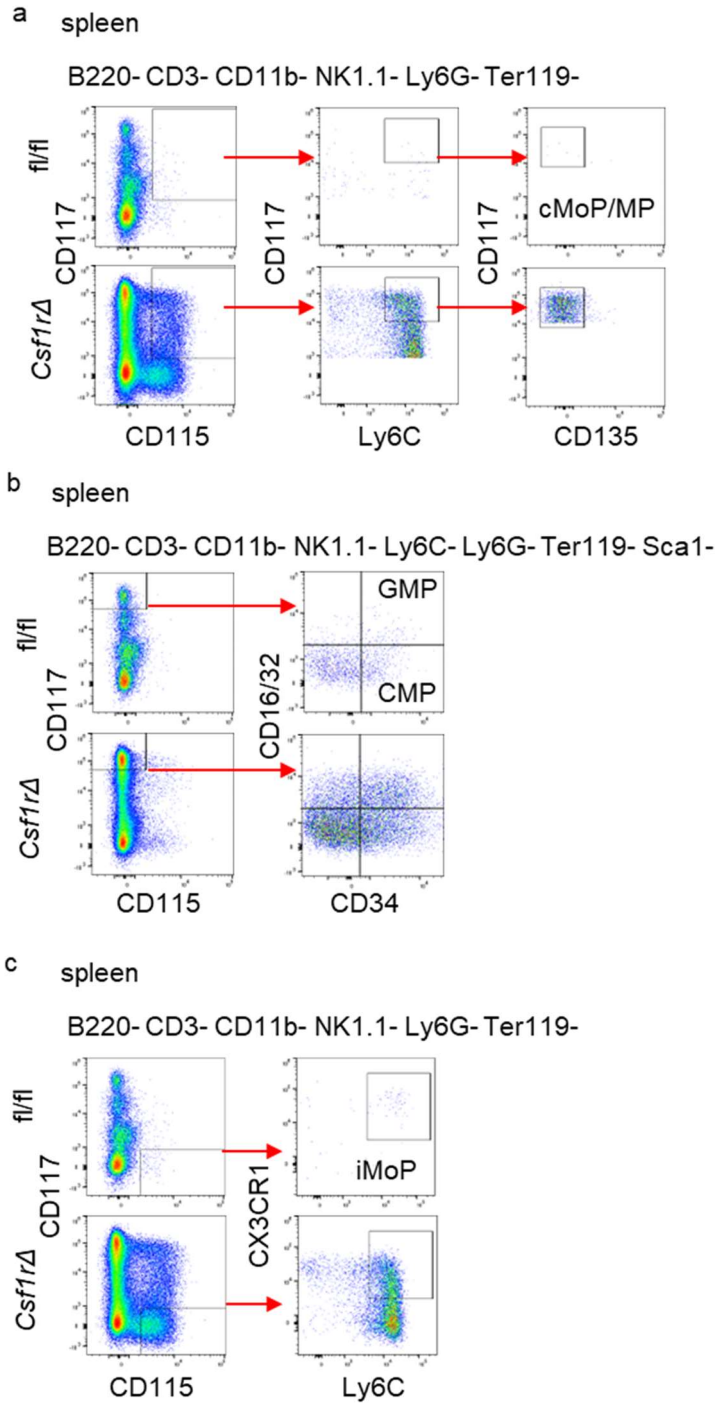 a
spleen
B220- CD3- CD11b- NK1.1- Ly6G- Ter119-
fl/fl
CD117
CD117
CD117
cMoP/MP
Csf1rΔ
CD115
Ly6C
CD135
b
spleen
B220- CD3- CD11b- NK1.1- Ly6C- Ly6G- Ter119- Sca1-
fl/fl
CD117
CD16/32
GMP
CMP
Csf1rΔ
CD115
CD34
c
spleen
B220- CD3- CD11b- NK1.1- Ly6G- Ter119-
fl/fl
CD117
CX3CR1
iMoP
Csf1rΔ
CD115
Ly6C